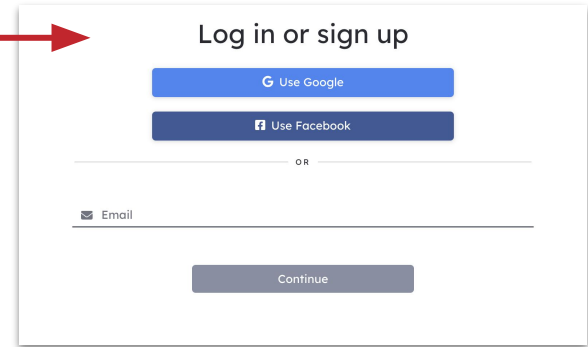 Log in or sign up
Use Google
Use Facebook
OR
Email
Continue